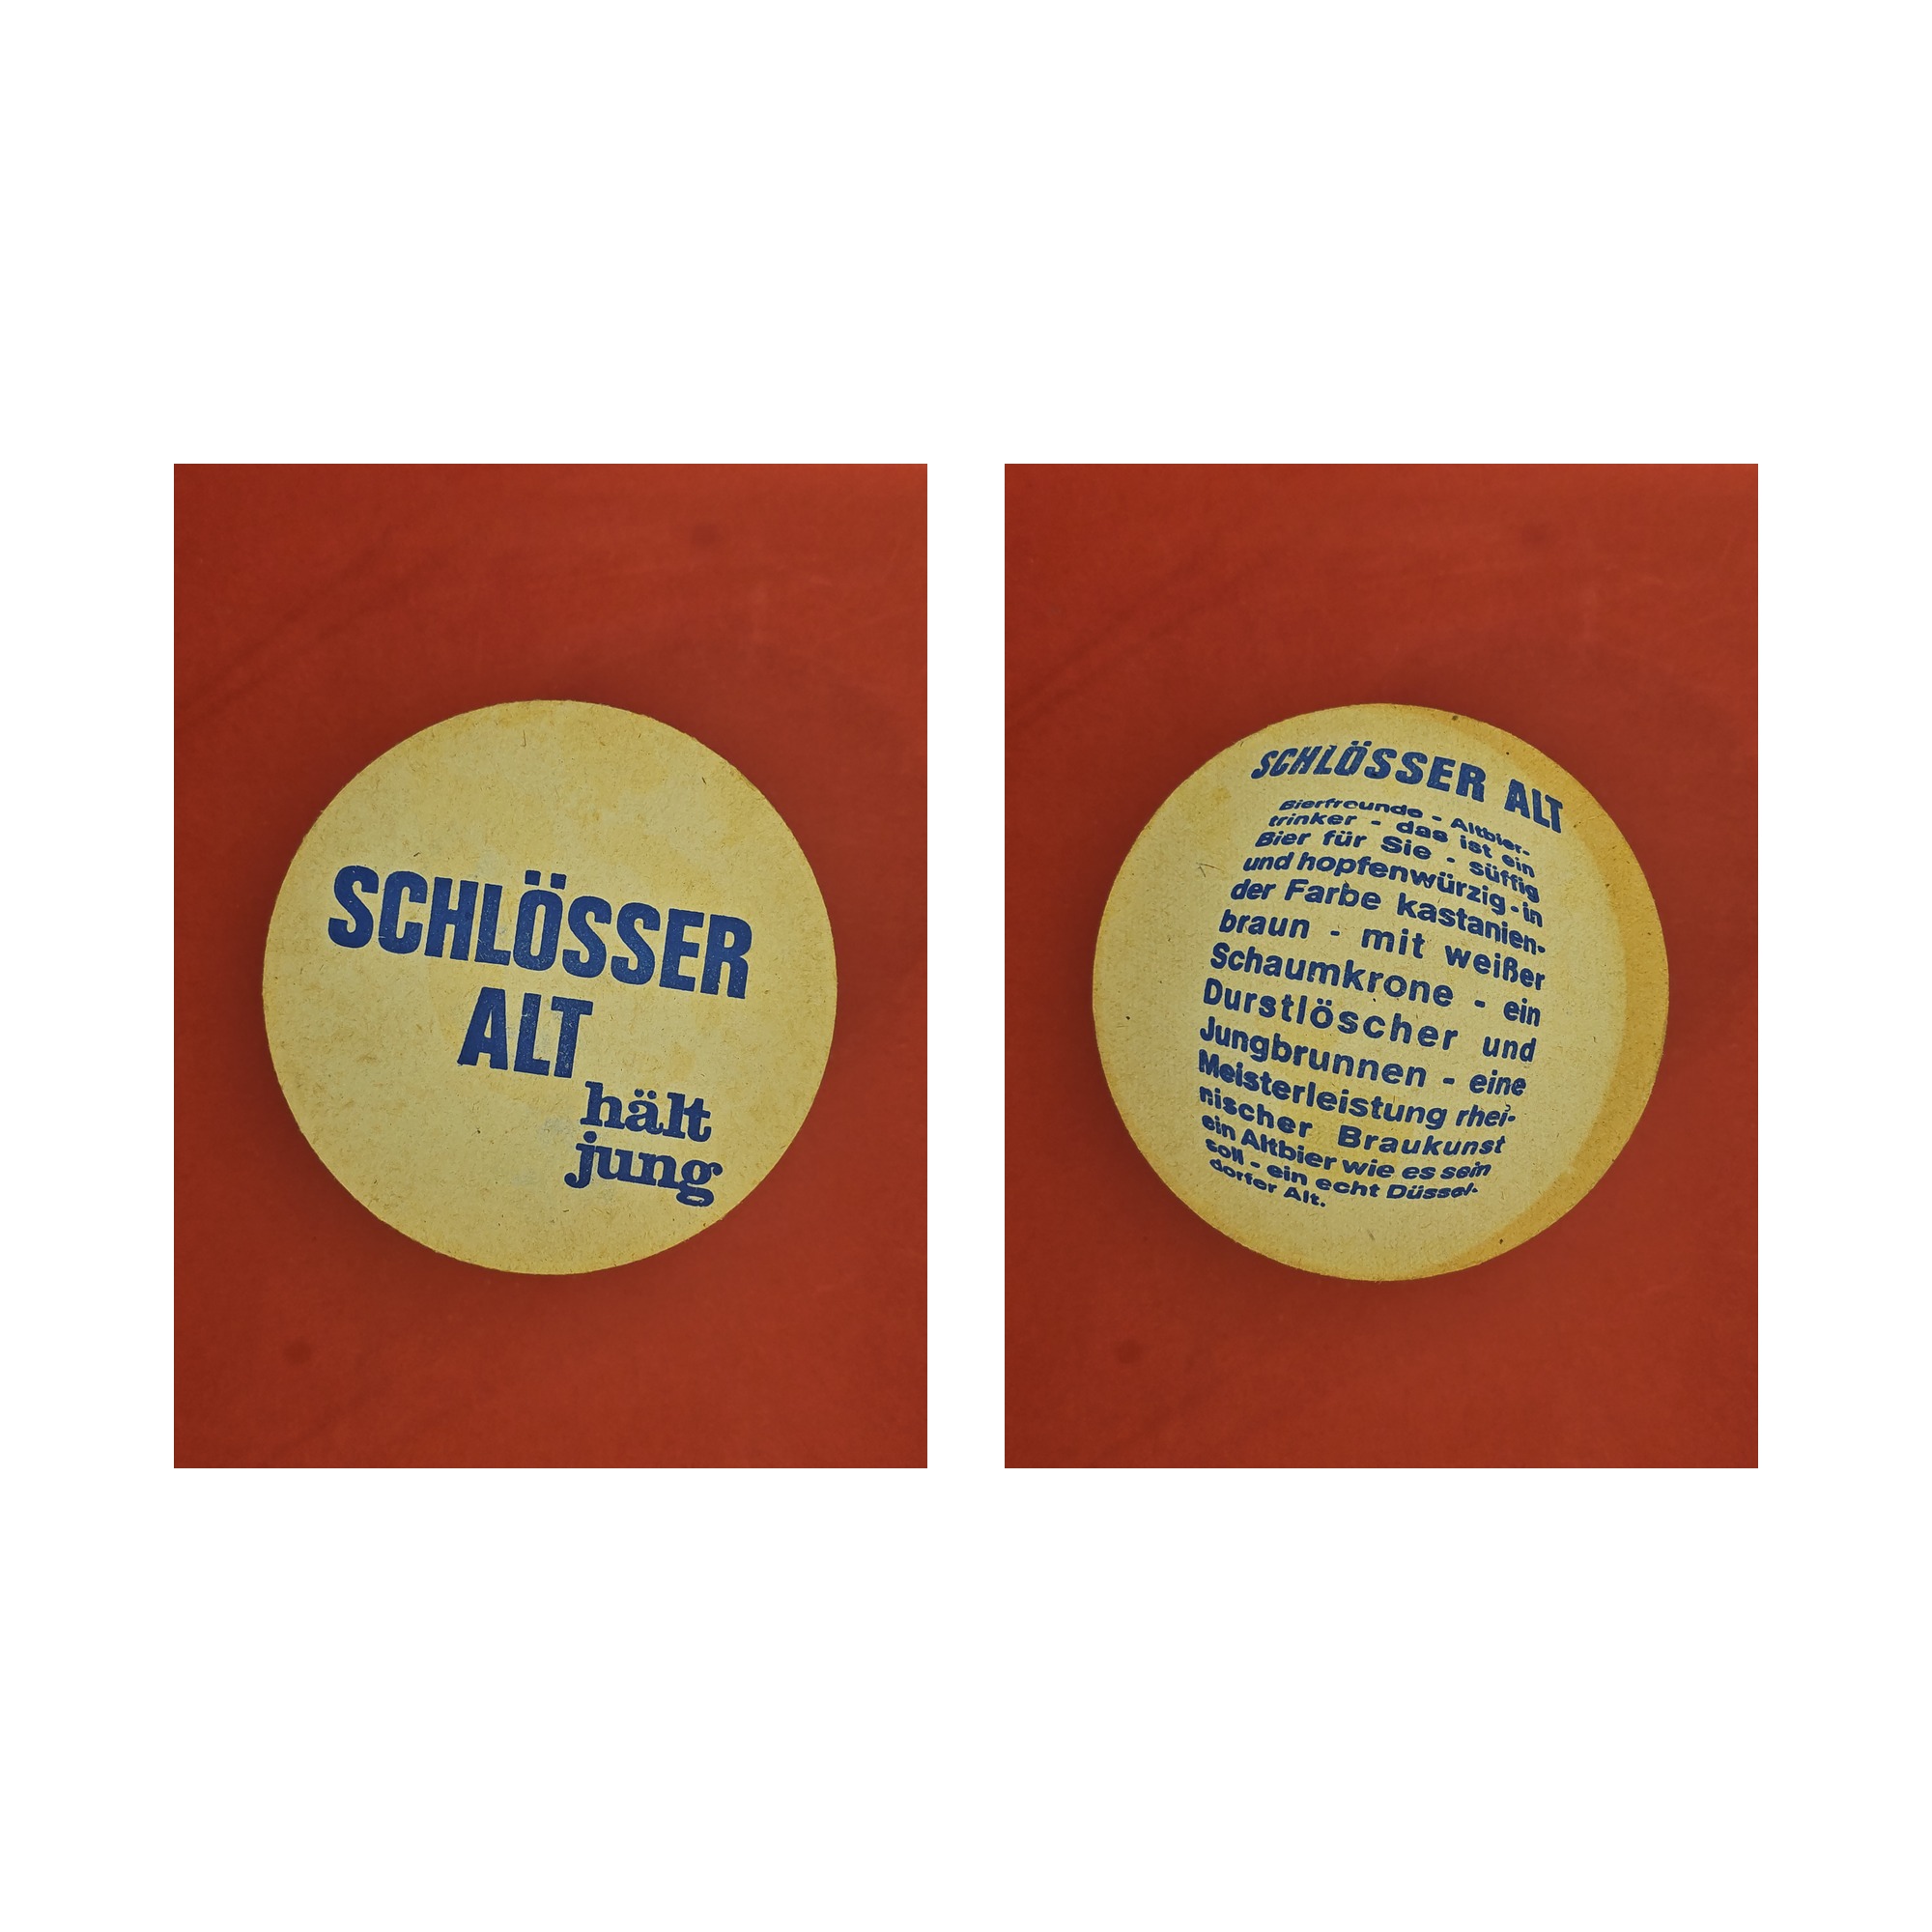 SCHLÖSSER
ALT
hält
jung
SCHLÖSSER ALT
Bierfreunde - Altbier-
trinker - das ist ein
Bier für Sie - süffig
und hopfenwürzig - in
der Farbe kastanien-
braun - mit weißer
Schaumkrone - ein
Durstlöscher und
Jungbrunnen - eine
Meisterleistung rhei-
nischer Braukunst
ein Altbier wie es sein
soll - ein echt Düssel-
dorfer Alt.